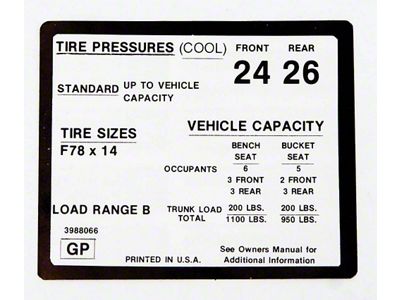 TIRE PRESSURES (COOL) FRONT REAR
24 26
STANDARD UP TO VEHICLE
CAPACITY
VEHICLE CAPACITY
TIRE SIZES
F78 x 14
BENCH BUCKET
SEAT SEAT
OCCUPANTS 6 5
3 FRONT 2 FRONT
3 REAR 3 REAR
LOAD RANGE B TRUNK LOAD 200 LBS. 200 LBS.
TOTAL 1100 LBS. 950 LBS.
3988066
GP
PRINTED IN U.S.A.
See Owners Manual for
Additional Information